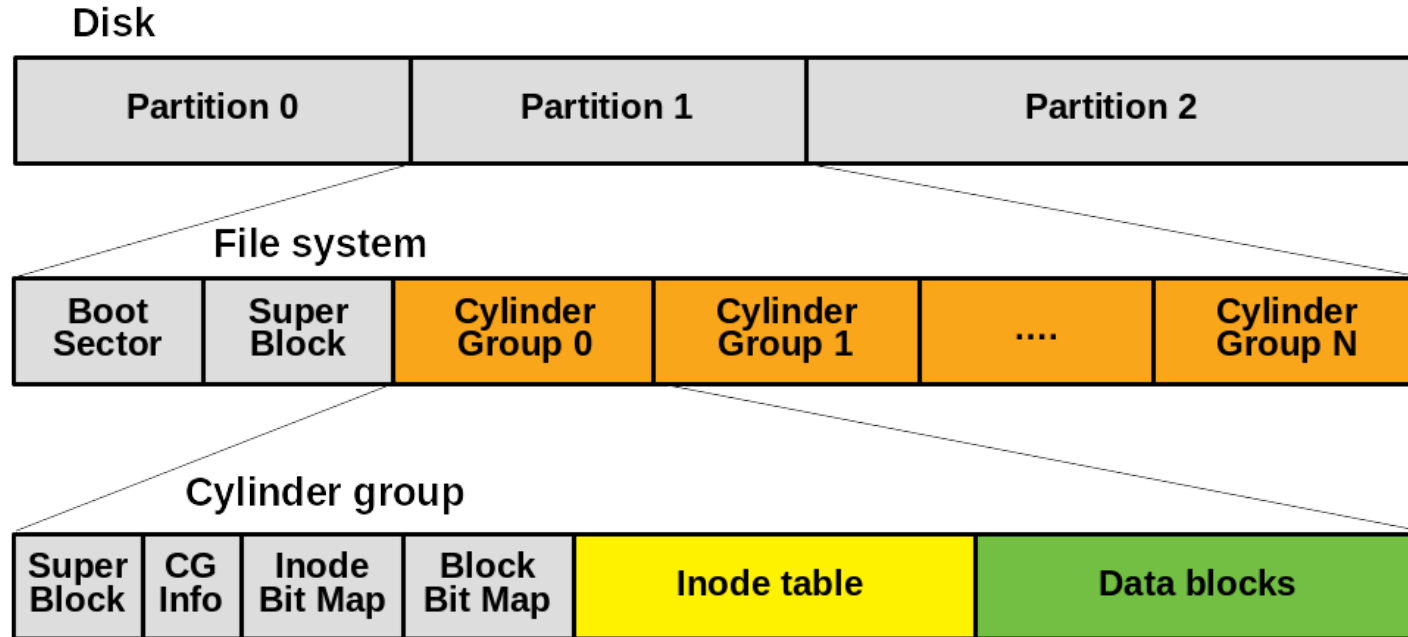 Disk
Partition 0 Partition 1 Partition 2
File system
Boot Super Cylinder Cylinder .... Cylinder
Sector Block Group 0 Group 1 Group N
Cylinder group
Super CG Inode Block Inode table Data blocks
Block Info Bit Map Bit Map